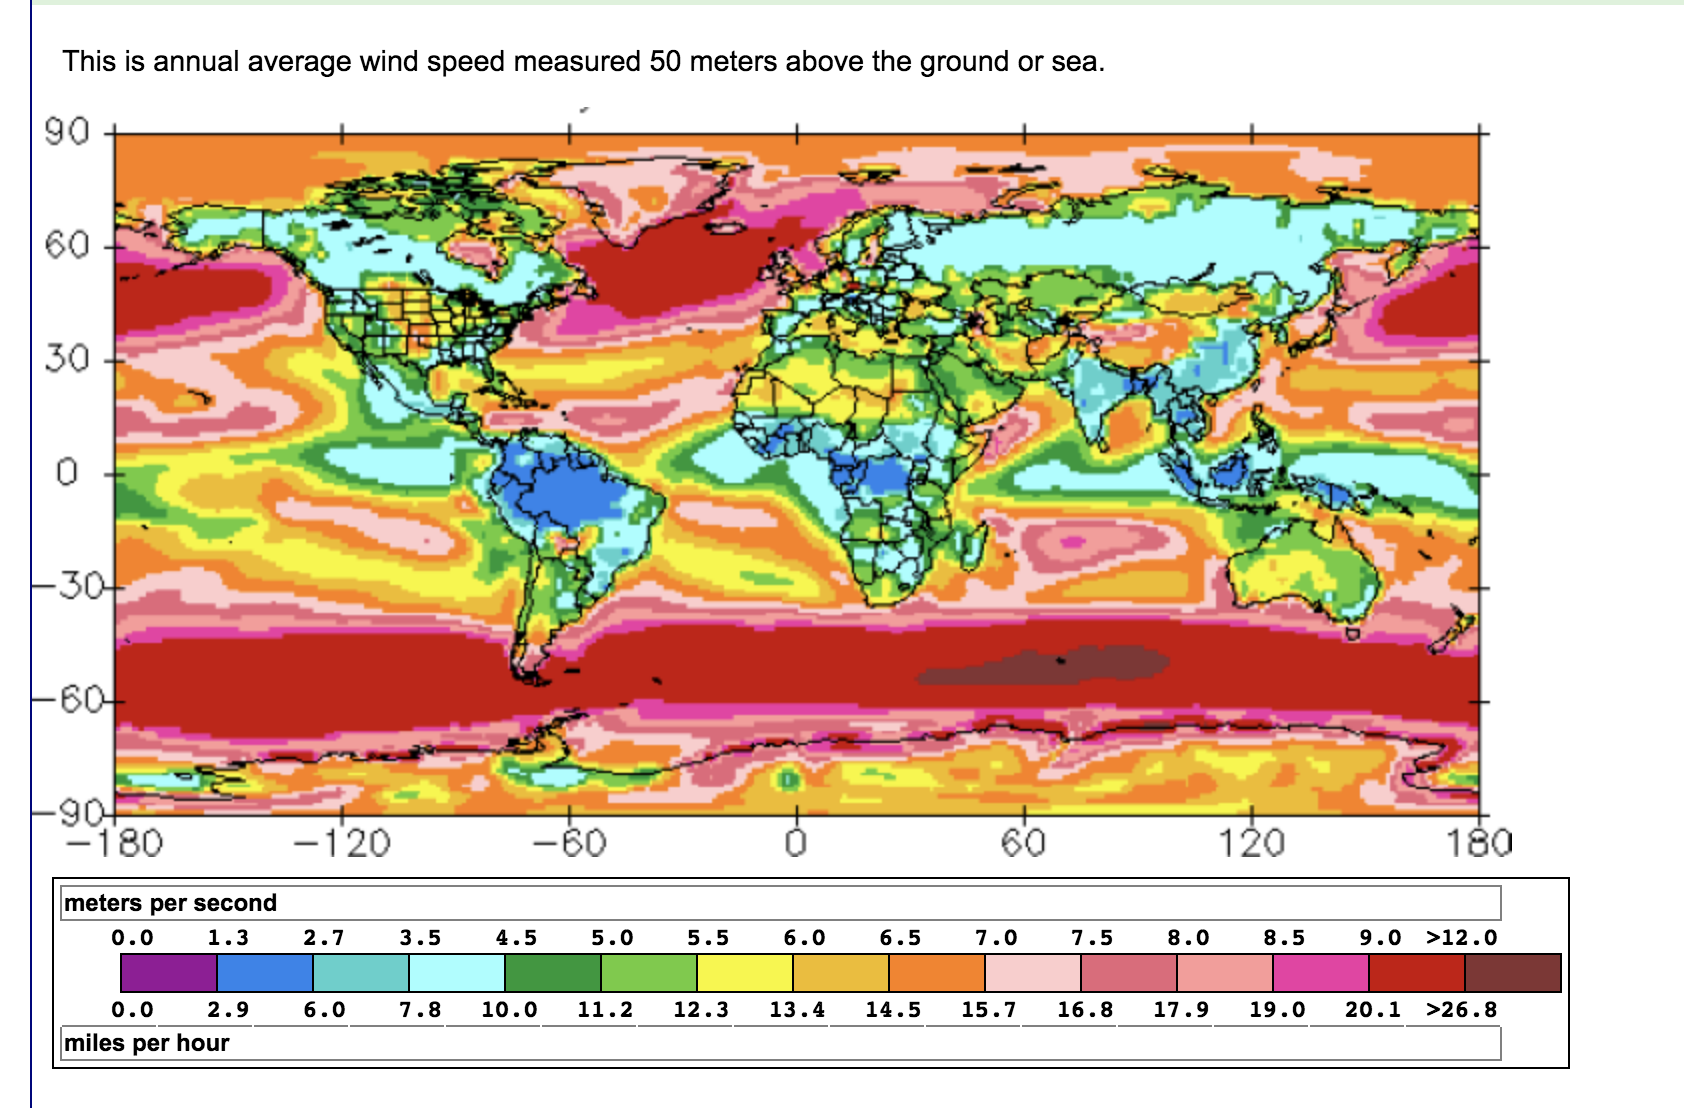 This is annual average wind speed measured 50 meters above the ground or sea.
90
60
30
0
-30
-60
-90
-180 -120 -60 0 60 120 180
meters per second
0.0 1.3 2.7 3.5 4.5 5.0 5.5 6.0 6.5 7.0 7.5 8.0 8.5 9.0 >12.0
0.0 2.9 6.0 7.8 10.0 11.2 12.3 13.4 14.5 15.7 16.8 17.9 19.0 20.1 >26.8
miles per hour